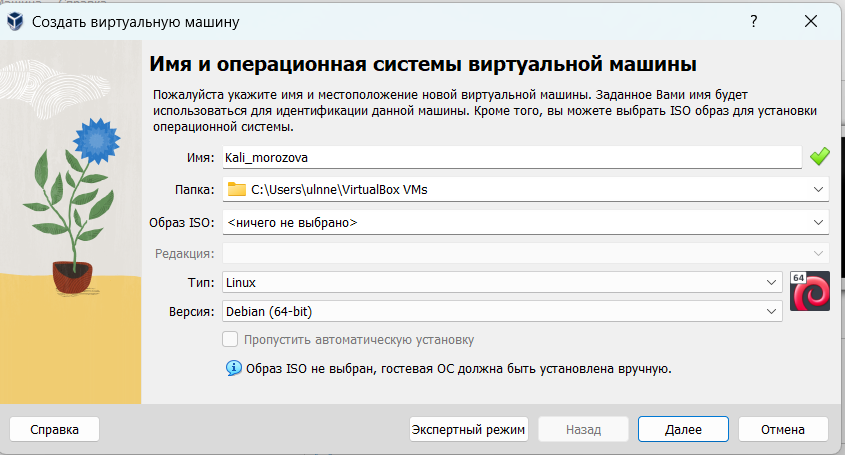 Создать виртуальную машину
?
Имя и операционная системы виртуальной машины
Пожалуйста укажите имя и местоположение новой виртуальной машины. Заданное Вами имя будет
использоваться для идентификации данной машины. Кроме того, вы можете выбрать ISO образ для установки
операционной системы.
Имя: Kali_morozova
Папка: C:\Users\ulnne\VirtualBox VMs
Образ ISO: <ничего не выбрано>
Редакция:
Тип: Linux
64
Версия: Debian (64-bit)
Пропустить автоматическую установку
Образ ISO не выбран, гостевая ОС должна быть установлена вручную.
Справка Экспертный режим Назад Далее Отмена